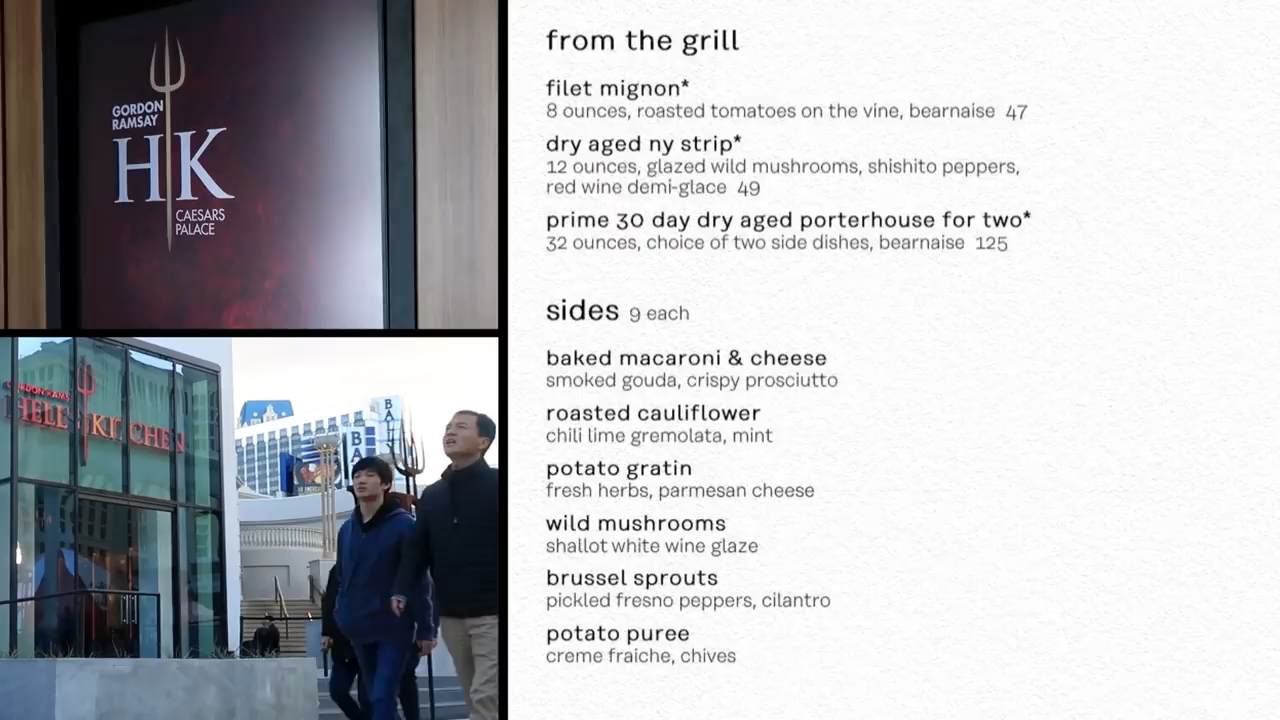 GORDON
RAMSAY
HK
CAESARS
PALACE
HELL KITCHEN
BALL
BA
from the grill
filet mignon*
8 ounces, roasted tomatoes on the vine, bearnaise 47
dry aged ny strip*
12 ounces, glazed wild mushrooms, shishito peppers,
red wine demi-glace 49
prime 30 day dry aged porterhouse for two*
32 ounces, choice of two side dishes, bearnaise 125
sides 9 each
baked macaroni & cheese
smoked gouda, crispy prosciutto
roasted cauliflower
chili lime gremolata, mint
potato gratin
fresh herbs, parmesan cheese
wild mushrooms
shallot white wine glaze
brussel sprouts
pickled fresno peppers, cilantro
potato puree
creme fraiche, chives